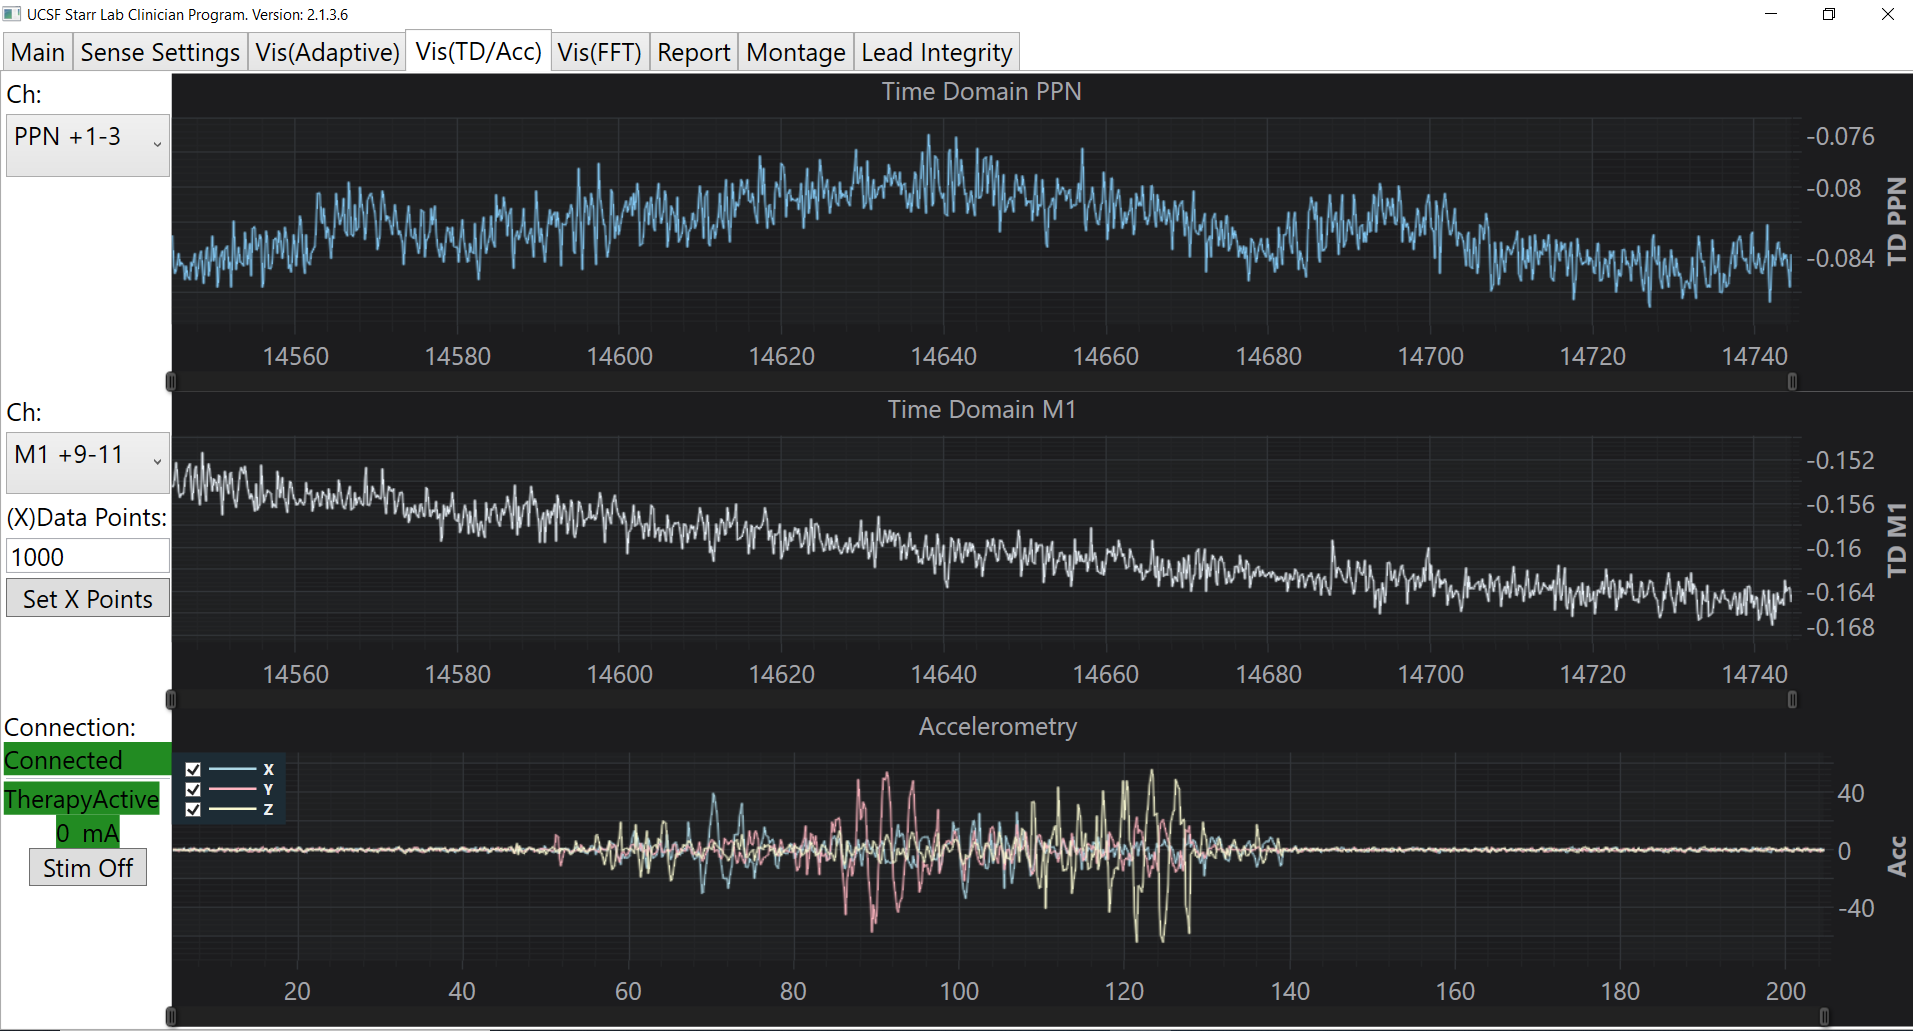 UCSF Starr Lab Clinician Program. Version: 2.1.3.6
Main Sense Settings Vis(Adaptive) Vis(TD/Acc) Vis(FFT) Report Montage Lead Integrity
Ch:
PPN +1-3
Time Domain PPN
-0.076
-0.08
-0.084
TD PPN
14560 14580 14600 14620 14640 14660 14680 14700 14720 14740
Ch:
M1 +9-11
(X)Data Points:
1000
Set X Points
Time Domain M1
-0.152
-0.156
-0.16
-0.164
-0.168
TD M1
14560 14580 14600 14620 14640 14660 14680 14700 14720 14740
Connection:
Connected
TherapyActive
0 mA
Stim Off
Accelerometry
X
Y
Z
40
0
-40
Acc
20 40 60 80 100 120 140 160 180 200